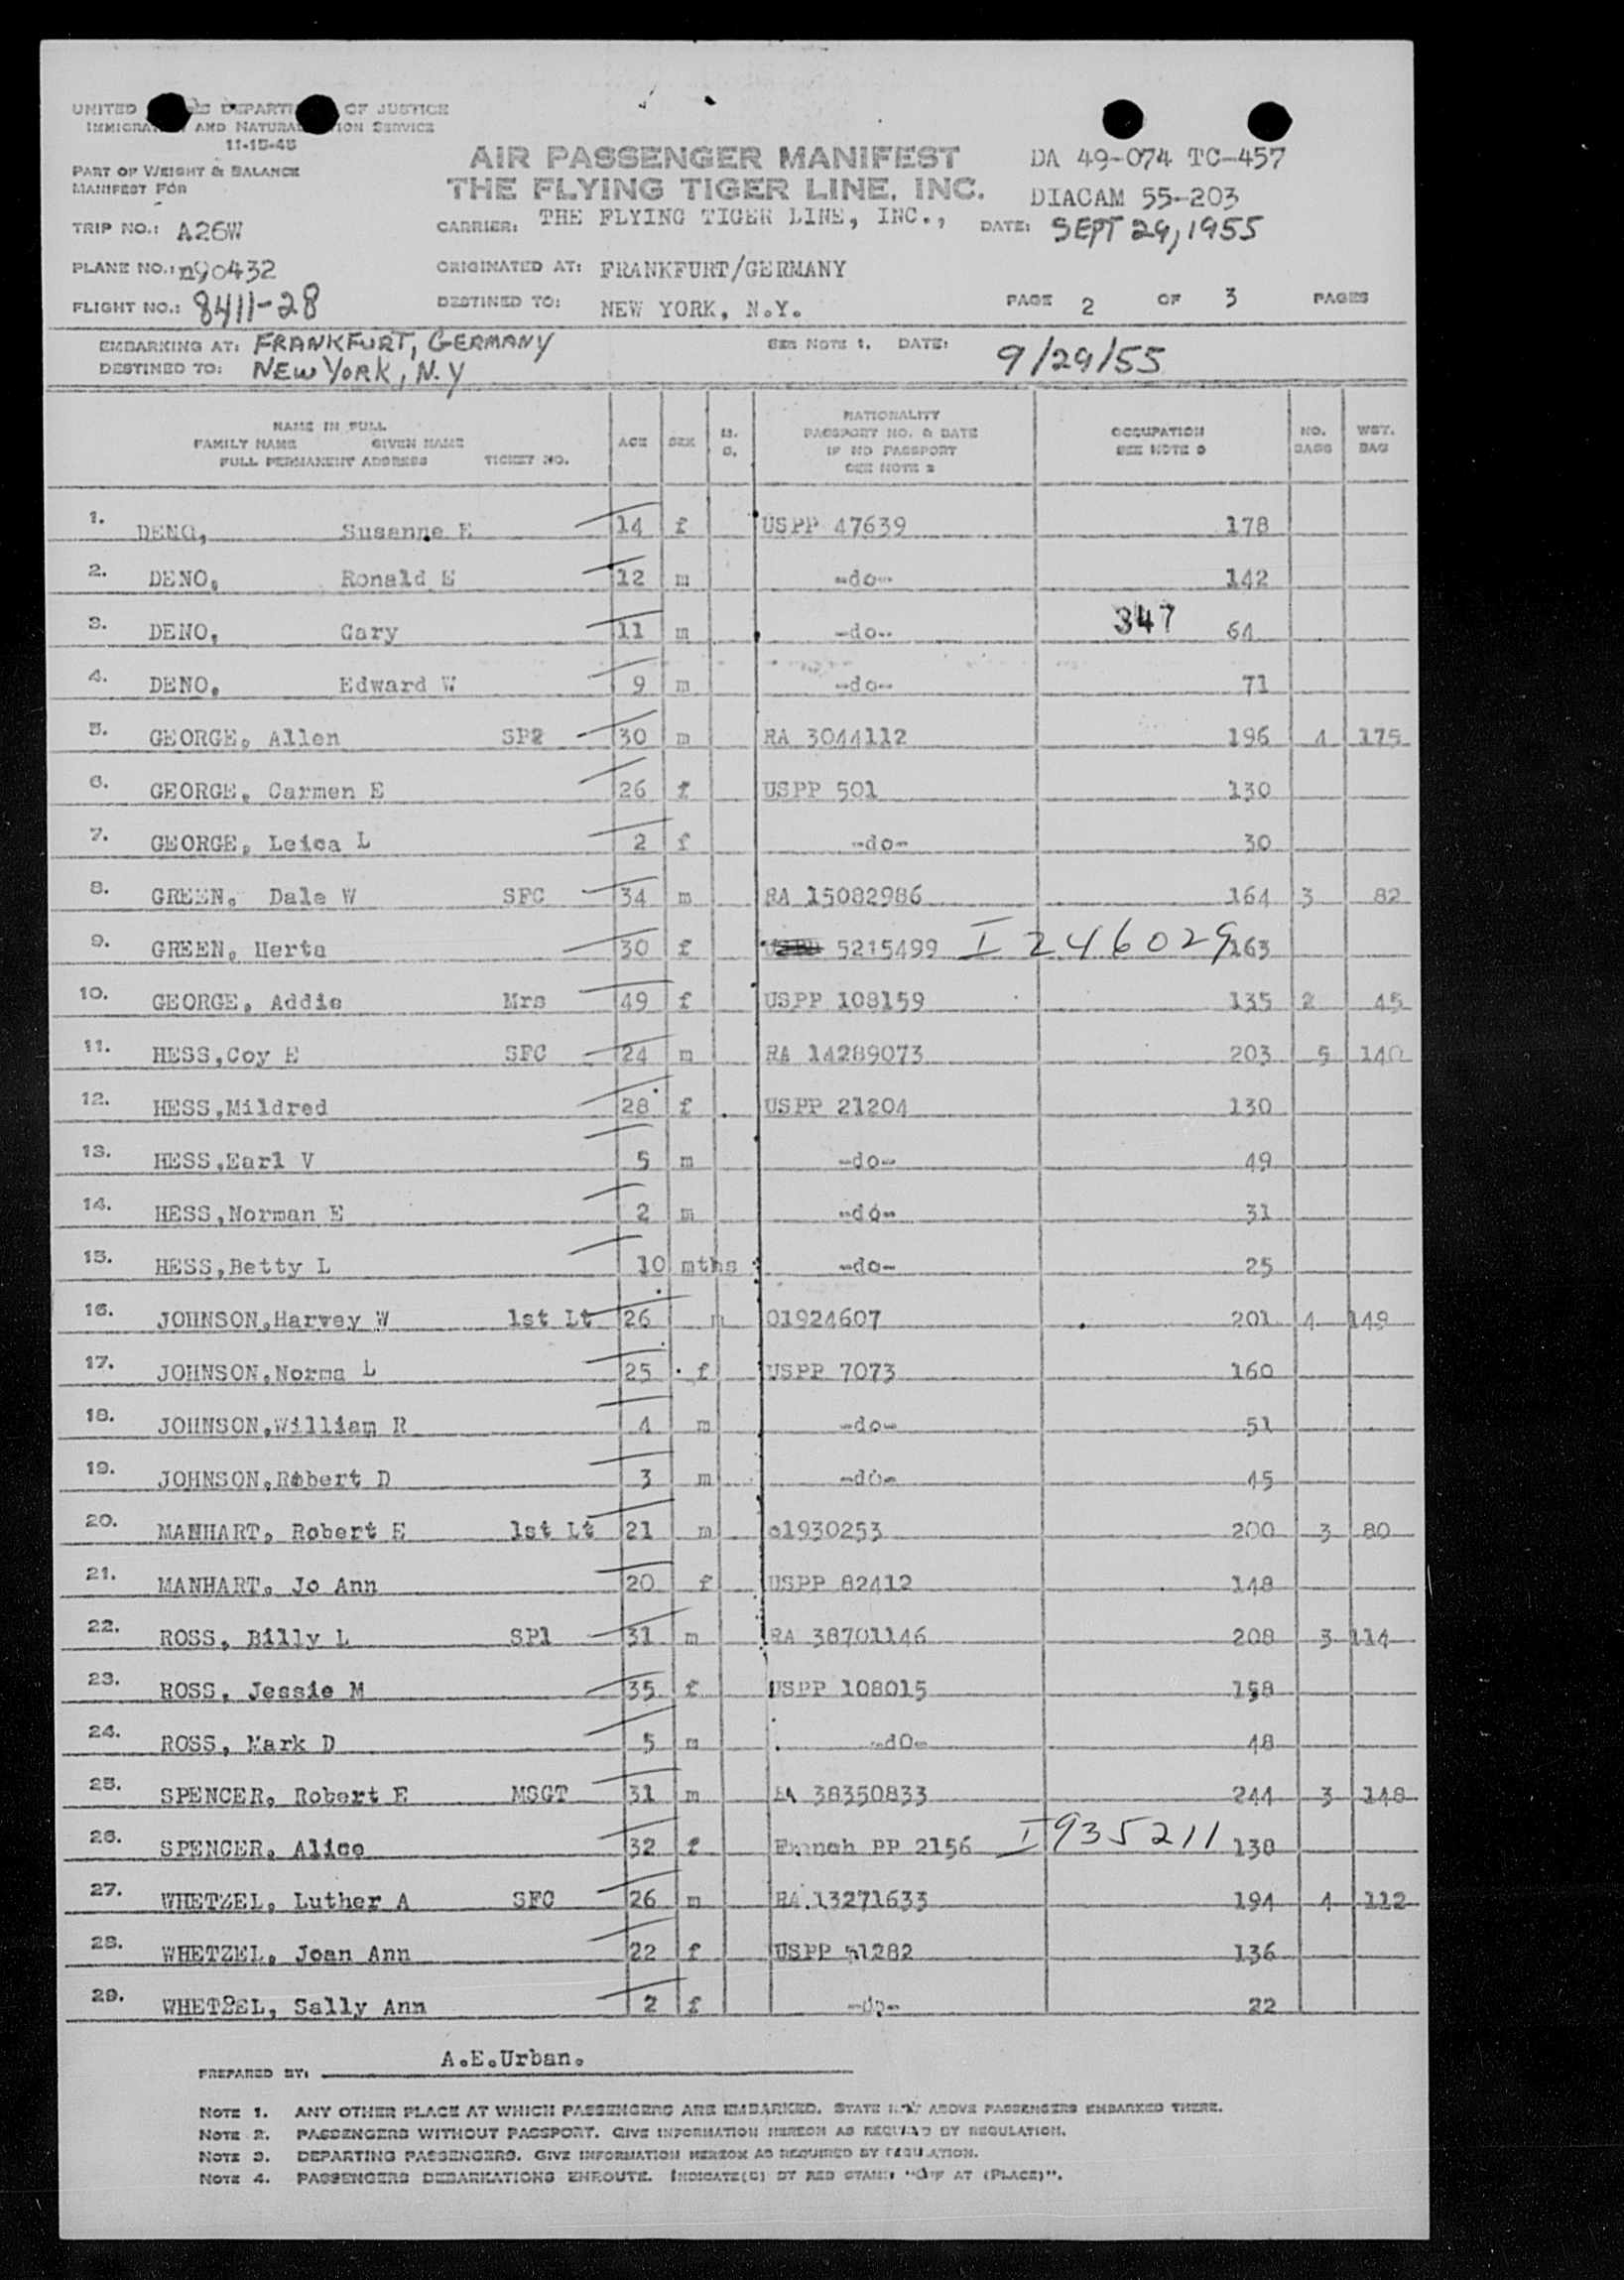 UNITED DEPARTM OF JUSTICE
IMMIGRAT AND NATURAL TION SERVICE
11-15-48
PART OF WEIGHT & BALANCE
MANIFEST FOR
AIR PASSENGER MANIFEST
THE FLYING TIGER LINE, INC.
DA 49-074 TC-457
DIACAM 55-203
TRIP NO.: A26W CARRIER: THE FLYING TIGER LINE, INC., DATE: SEPT 29, 1955
PLANE NO.: n90432 ORIGINATED AT: FRANKFURT/GERMANY
FLIGHT NO.: 8411-28 DESTINED TO: NEW YORK, N.Y. PAGE 2 OF 3 PAGES
EMBARKING AT: FRANKFURT, GERMANY SEE NOTE 1. DATE: 9/29/55
DESTINED TO: NEW YORK, N.Y
NAME IN FULL
FAMILY NAME GIVEN NAME
FULL PERMANENT ADDRESS TICKET NO.
AGE SEX M. S.
NATIONALITY
PASSPORT NO. & DATE
IF NO PASSPORT
SEE NOTE 2
OCCUPATION
SEE NOTE 3
NO. BAGS
WGT. BAG
1. DENO, Susanne E 14 f USPP 47639 178
2. DENO, Ronald E 12 m -do- 142
3. DENO, Gary 11 m -do- 347 64
4. DENO, Edward W 9 m -do- 71
5. GEORGE, Allen SP2 30 m RA 3044112 196 4 175
6. GEORGE, Carmen E 26 f USPP 501 130
7. GEORGE, Leica L 2 f -do- 30
8. GREEN, Dale W SFC 34 m RA 15082986 164 3 82
9. GREEN, Herta 30 f 5215499 I 246029 163
10. GEORGE, Addie Mrs 49 f USPP 108159 135 2 45
11. HESS,Coy E SFC 24 m RA 14289073 203 5 140
12. HESS,Mildred 28 f USPP 21204 130
13. HESS,Earl V 5 m -do- 49
14. HESS,Norman E 2 m -do- 31
15. HESS,Betty L 10 mths -do- 25
16. JOHNSON,Harvey W 1st Lt 26 m 01924607 201 4 149
17. JOHNSON,Norma L 25 f USPP 7073 160
18. JOHNSON,William R 4 m -do- 51
19. JOHNSON,Robert D 3 m -do- 45
20. MANHART, Robert E 1st Lt 21 m o1930253 200 3 80
21. MANHART, Jo Ann 20 f USPP 82412 148
22. ROSS, Billy L SP1 31 m RA 38701146 208 3 114
23. ROSS, Jessie M 35 f USPP 108015 158
24. ROSS, Mark D 5 m -dO- 48
25. SPENCER, Robert E MSGT 31 m RA 38350833 244 3 148
26. SPENCER, Alice 32 f French PP 2156 I 935211 138
27. WHETZEL, Luther A SFC 26 m RA 13271633 194 4 112
28. WHETZEL, Joan Ann 22 f USPP 51282 136
29. WHETZEL, Sally Ann 2 f -do- 22
PREPARED BY: A.E.Urban.
NOTE 1. ANY OTHER PLACE AT WHICH PASSENGERS ARE EMBARKED. STATE ABOVE PASSENGERS EMBARKED THERE.
NOTE 2. PASSENGERS WITHOUT PASSPORT. GIVE INFORMATION HEREON AS REQUIRED BY REGULATION.
NOTE 3. DEPARTING PASSENGERS. GIVE INFORMATION HEREON AS REQUIRED BY REGULATION.
NOTE 4. PASSENGERS DEBARKATIONS ENROUTE. INDICATE(D) BY RED STAMP "OFF AT (PLACE)".